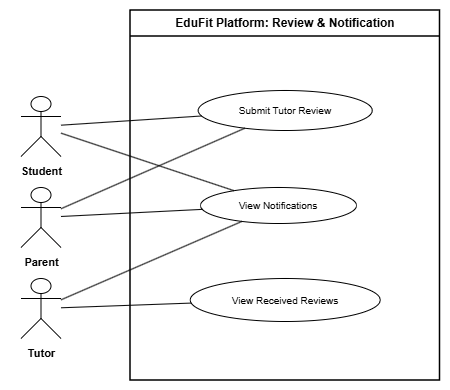 EduFit Platform: Review & Notification
Submit Tutor Review
Student
View Notifications
Parent
View Received Reviews
Tutor